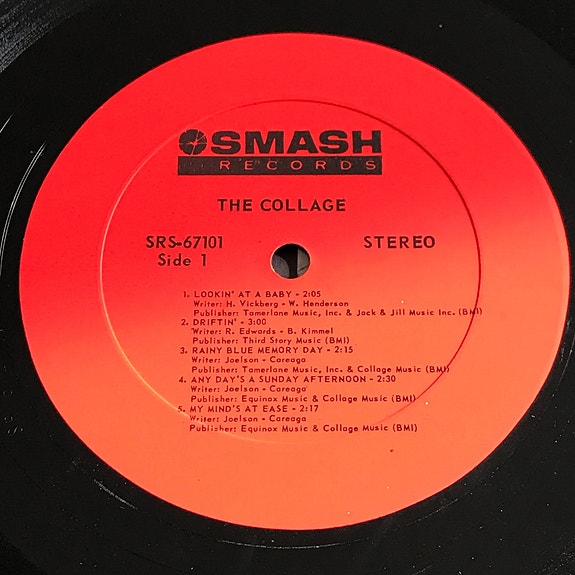 SMASH
RECORDS
THE COLLAGE
SRS-67101 STEREO
Side 1
1. LOOKIN' AT A BABY - 2:05
Writer: H. Vickberg - W. Henderson
Publisher: Tamerlane Music, Inc. & Jack & Jill Music Inc. (BMI)
2. DRIFTIN' - 3:00
Writer: R. Edwards - B. Kimmel
Publisher: Third Story Music (BMI)
3. RAINY BLUE MEMORY DAY - 2:15
Writer: Joelson - Careaga
Publisher: Tamerlane Music, Inc. & Collage Music (BMI)
4. ANY DAY'S A SUNDAY AFTERNOON - 2:30
Writer: Joelson - Careaga
Publisher: Equinox Music & Collage Music (BMI)
5. MY MIND'S AT EASE - 2:17
Writer: Joelson - Careaga
Publisher: Equinox Music & Collage Music (BMI)